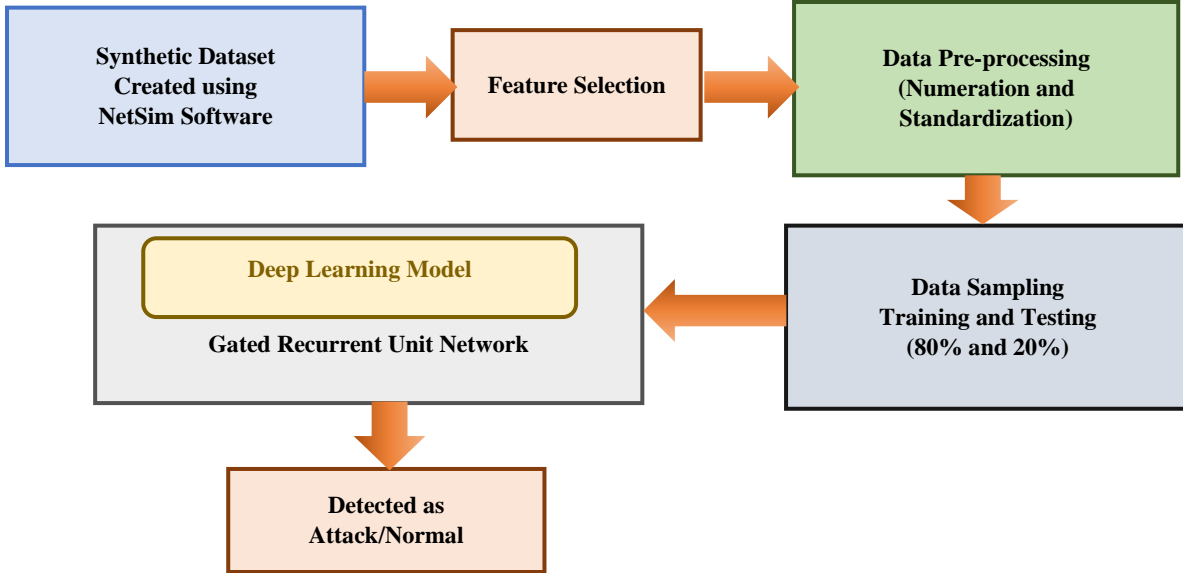 Synthetic Dataset
Created using
NetSim Software
Feature Selection
Data Pre-processing
(Numeration and
Standardization)
Data Sampling
Training and Testing
(80% and 20%)
Deep Learning Model
Gated Recurrent Unit Network
Detected as
Attack/Normal